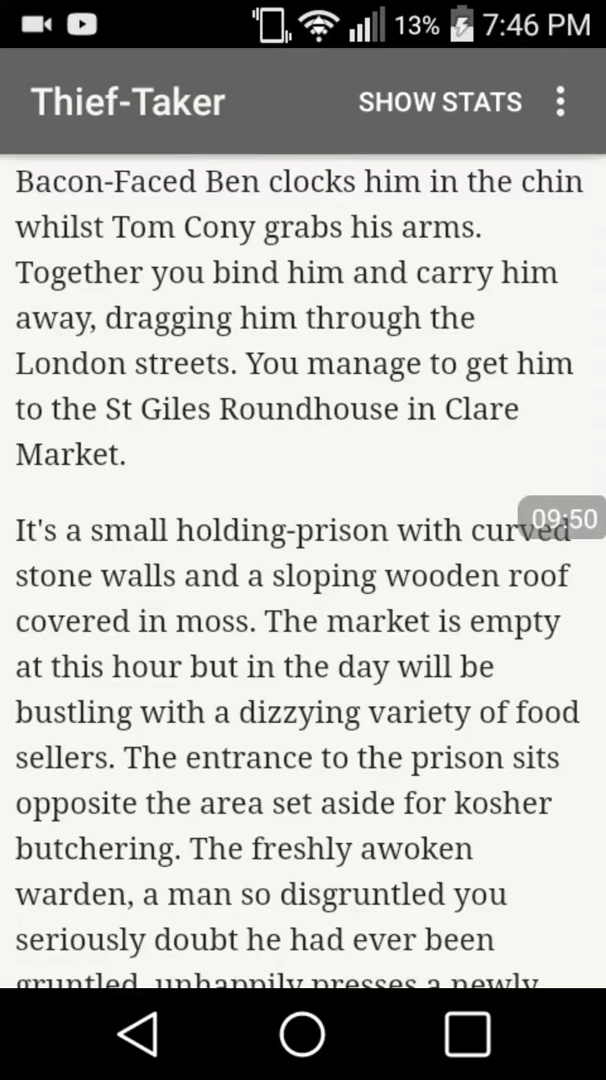 13% 7:46 PM
Thief-Taker SHOW STATS
Bacon-Faced Ben clocks him in the chin
whilst Tom Cony grabs his arms.
Together you bind him and carry him
away, dragging him through the
London streets. You manage to get him
to the St Giles Roundhouse in Clare
Market.
09:50
It's a small holding-prison with curved
stone walls and a sloping wooden roof
covered in moss. The market is empty
at this hour but in the day will be
bustling with a dizzying variety of food
sellers. The entrance to the prison sits
opposite the area set aside for kosher
butchering. The freshly awoken
warden, a man so disgruntled you
seriously doubt he had ever been
gruntled, unhappily presses a newly